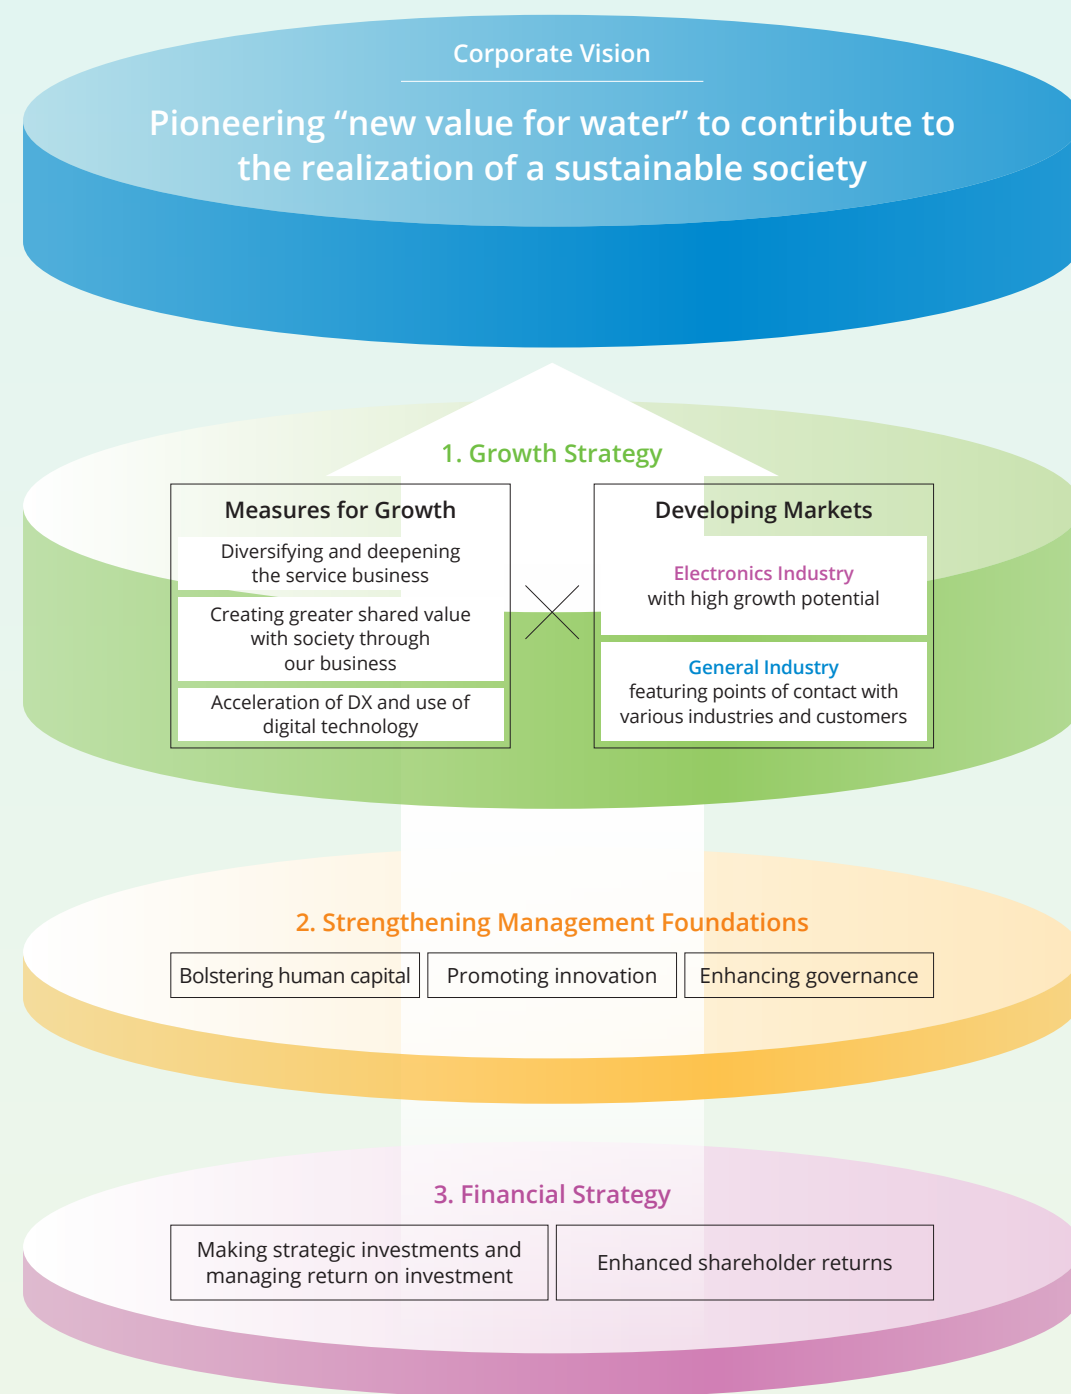 Corporate Vision
Pioneering “new value for water” to contribute to
the realization of a sustainable society
1. Growth Strategy
Measures for Growth
Diversifying and deepening
the service business
Creating greater shared value
with society through
our business
Acceleration of DX and use of
digital technology
Developing Markets
Electronics Industry
with high growth potential
General Industry
featuring points of contact with
various industries and customers
2. Strengthening Management Foundations
Bolstering human capital
Promoting innovation
Enhancing governance
3. Financial Strategy
Making strategic investments and
managing return on investment
Enhanced shareholder returns